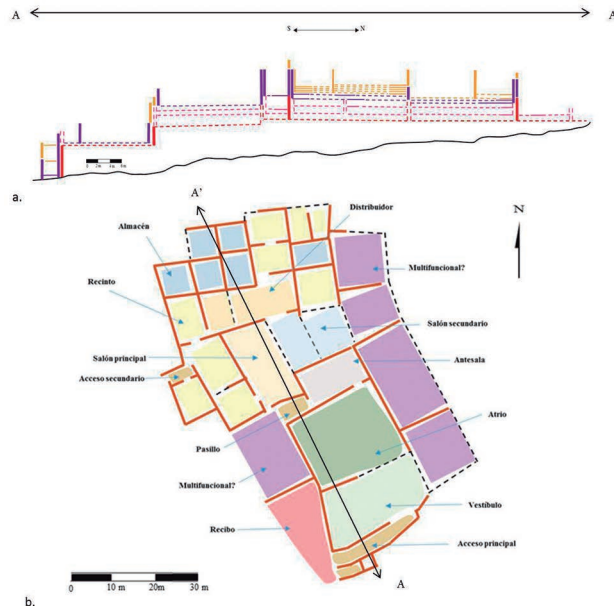 A
A
S
N
a.
A'
Distribuidor
N
Almacén
Multifuncional?
Recinto
Salón secundario
Salón principal
Antesala
Acceso secundario
Atrio
Pasillo
Multifuncional?
Vestíbulo
Recibo
Acceso principal
A
b.
0 10 m 20 m 30 m